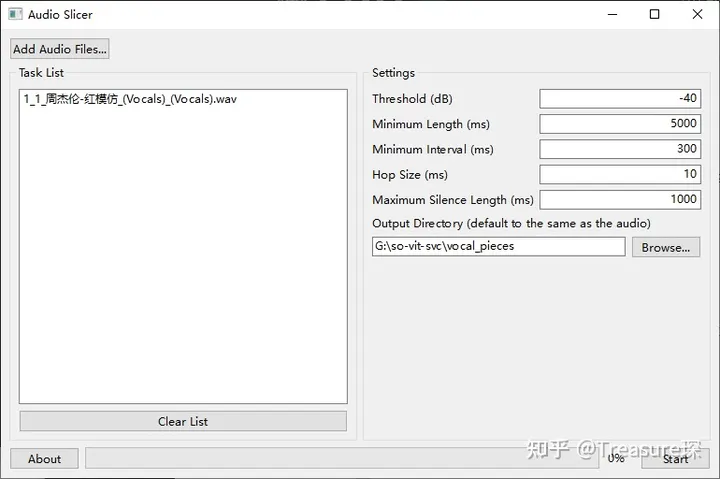 Audio Slicer
Add Audio Files...
Task List
1_1_周杰伦-红模仿_(Vocals)_(Vocals).wav
Clear List
Settings
Threshold (dB)
-40
Minimum Length (ms)
5000
Minimum Interval (ms)
300
Hop Size (ms)
10
Maximum Silence Length (ms)
1000
Output Directory (default to the same as the audio)
G:\so-vit-svc\vocal_pieces
Browse...
About
0%
Start
知乎 @Treasure琛